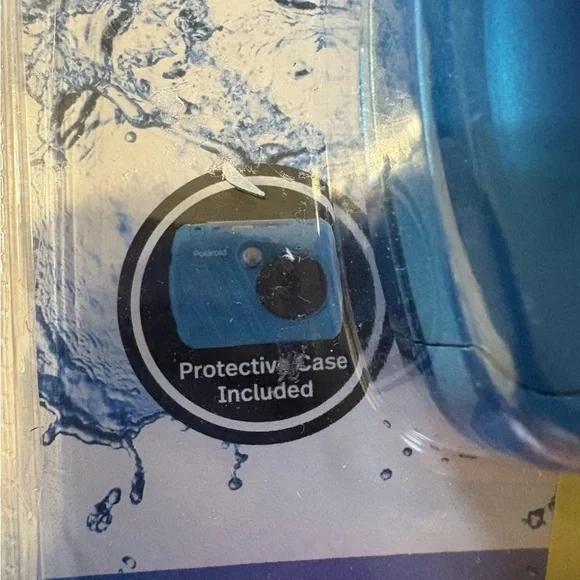 Polaroid
Protective Case
Included